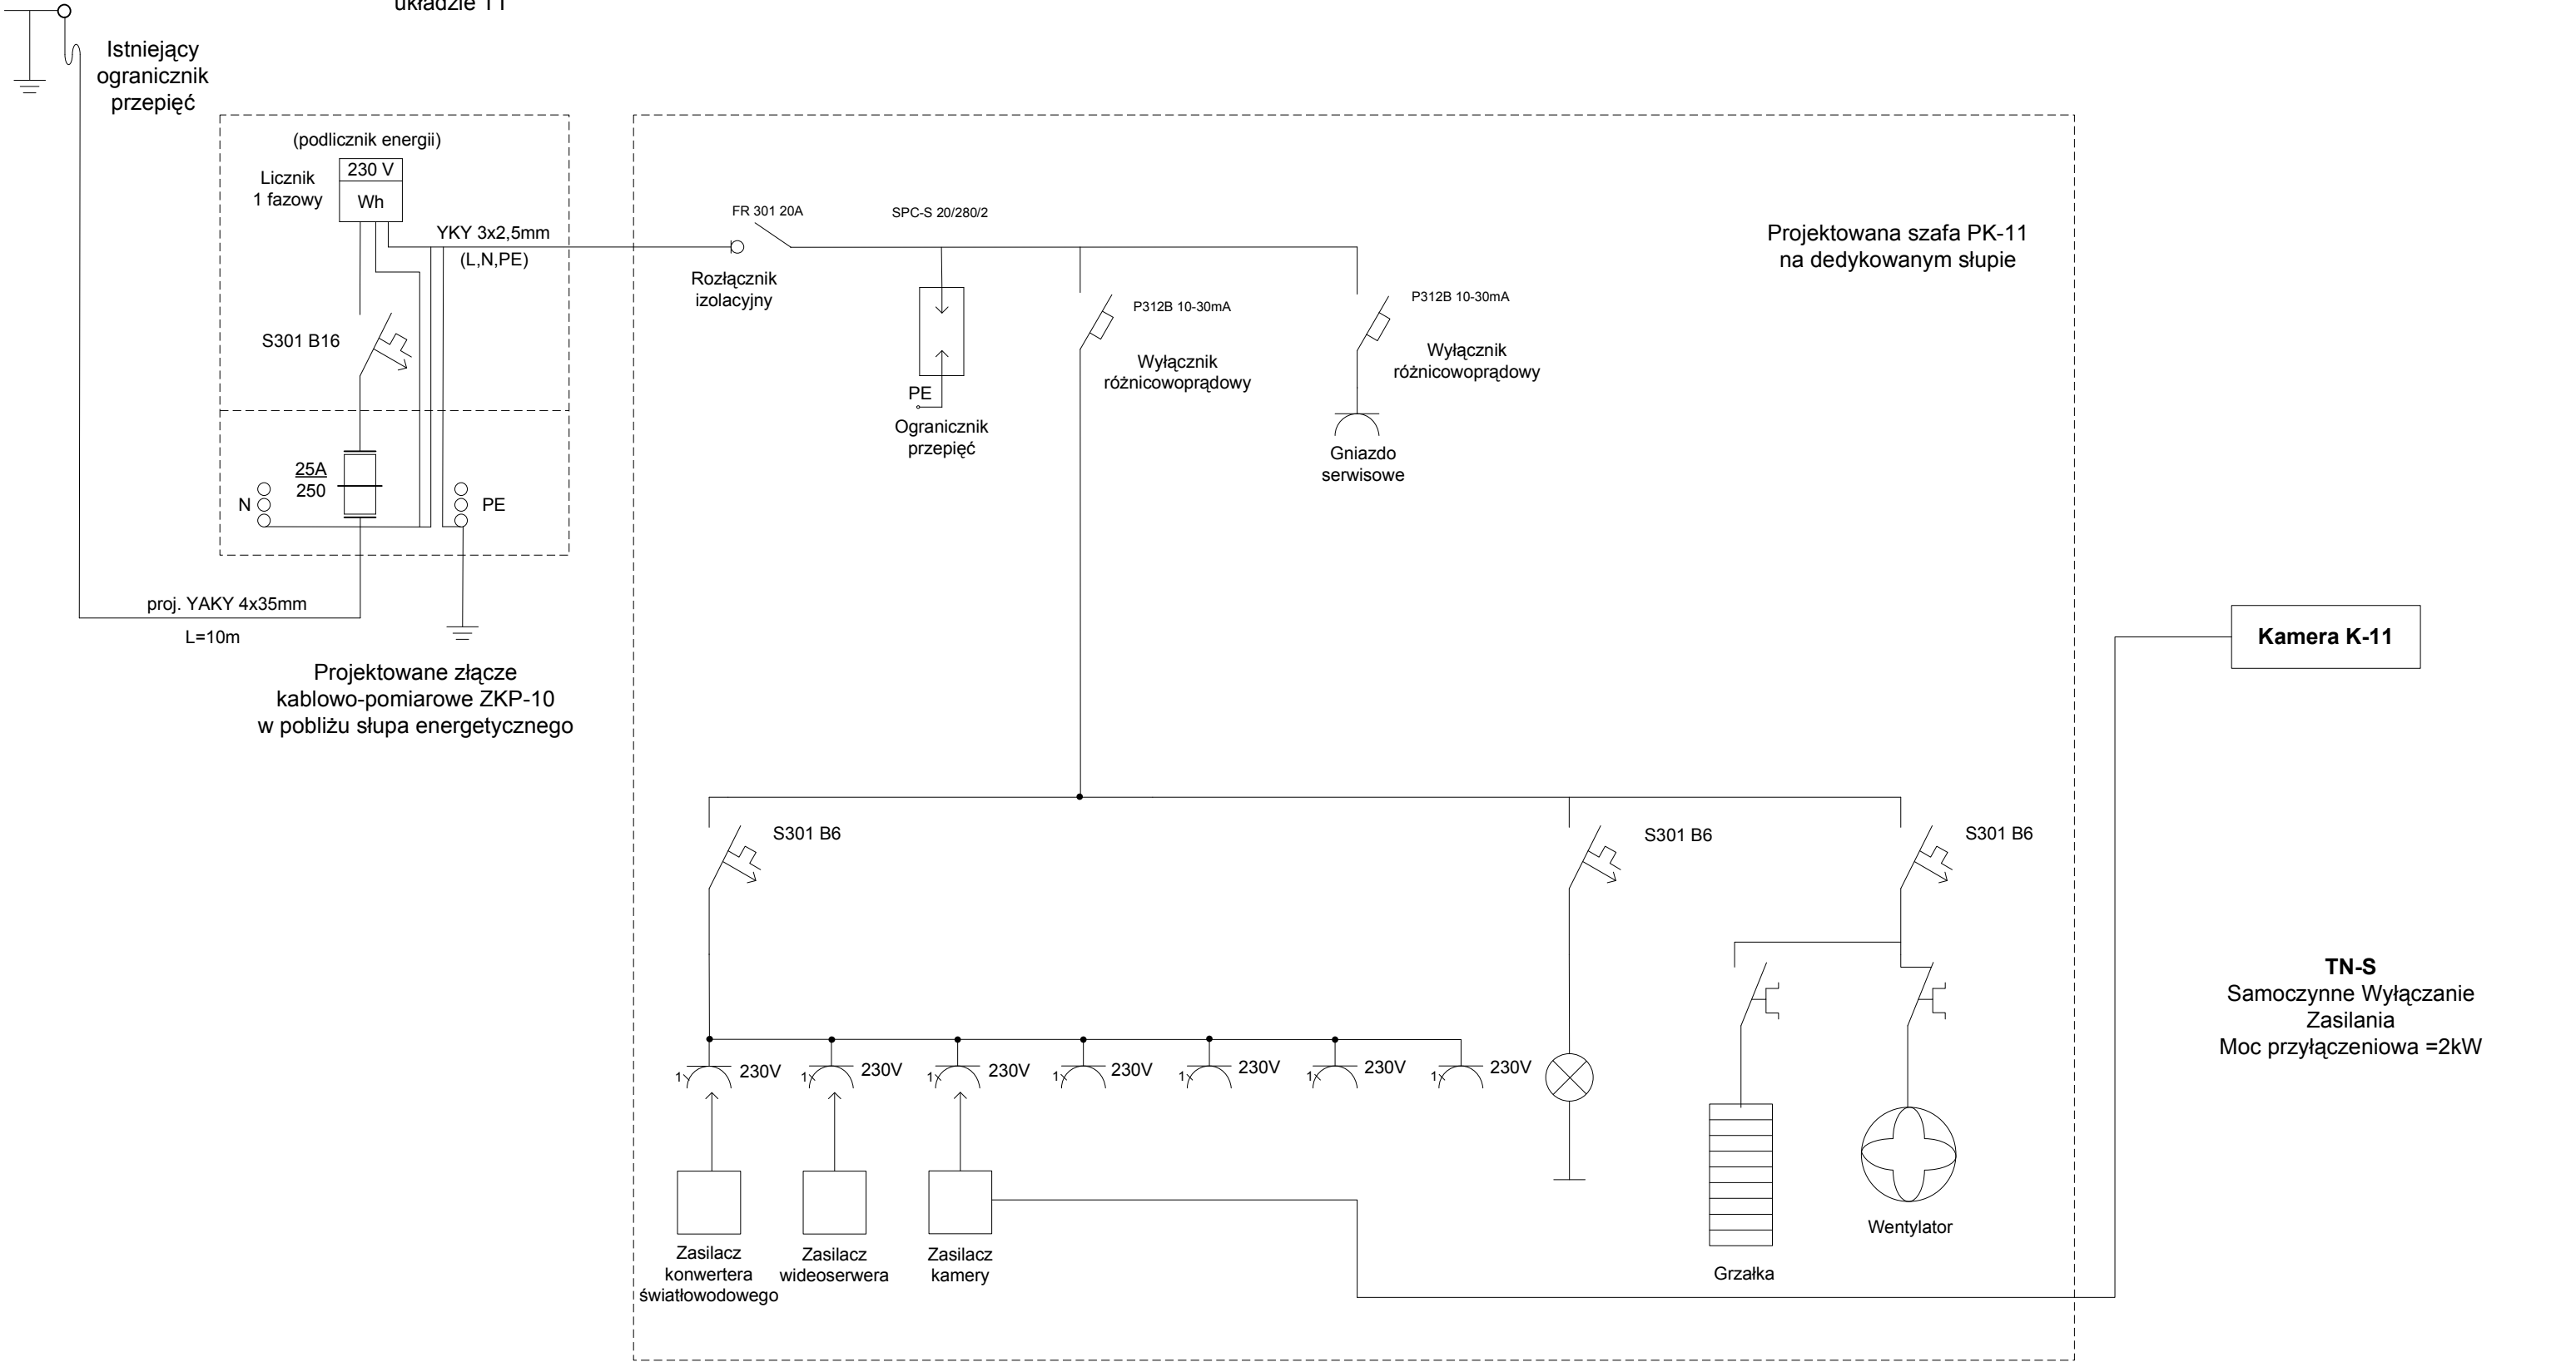 układzie TT
Istniejący
ogranicznik
przepięć
(podlicznik energii)
Licznik
1 fazowy
230 V
Wh
YKY 3x2,5mm
(L,N,PE)
S301 B16
25A
250
N
PE
proj. YAKY 4x35mm
L=10m
Projektowane złącze
kablowo-pomiarowe ZKP-10
w pobliżu słupa energetycznego
FR 301 20A
Rozłącznik
izolacyjny
SPC-S 20/280/2
PE
Ogranicznik
przepięć
P312B 10-30mA
Wyłącznik
różnicowoprądowy
P312B 10-30mA
Wyłącznik
różnicowoprądowy
Gniazdo
serwisowe
Projektowana szafa PK-11
na dedykowanym słupie
S301 B6
S301 B6
S301 B6
1
230V
1
230V
1
230V
1
230V
1
230V
1
230V
1
230V
Zasilacz
konwertera
światłowodowego
Zasilacz
wideoserwera
Zasilacz
kamery
Grzałka
Wentylator
Kamera K-11
TN-S
Samoczynne Wyłączanie
Zasilania
Moc przyłączeniowa =2kW